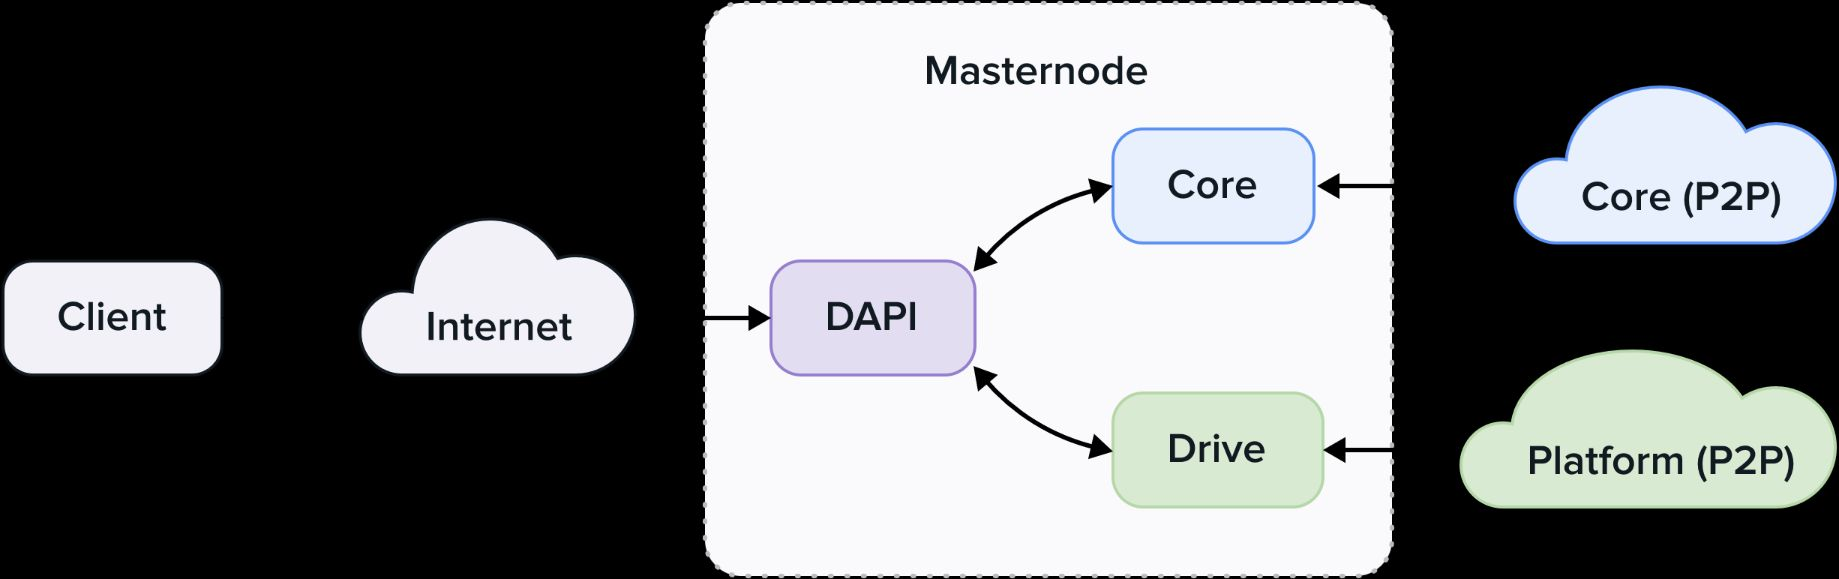 Masternode
Client
Internet
DAPI
Core
Drive
Core (P2P)
Platform (P2P)